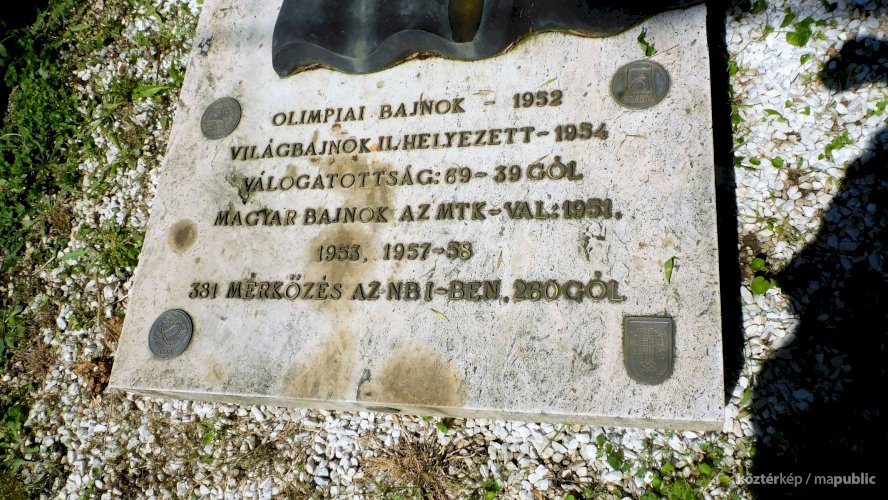 OLIMPIAI BAJNOK - 1952
VILÁGBAJNOK II. HELYEZETT - 1954
VÁLOGATOTTSÁG: 69 - 39 GÓL
MAGYAR BAJNOK AZ MTK-VAL: 1951.
1953. 1957-58
331 MÉRKŐZÉS AZ NB I-BEN. 260 GÓL
köztérkép / mapublic